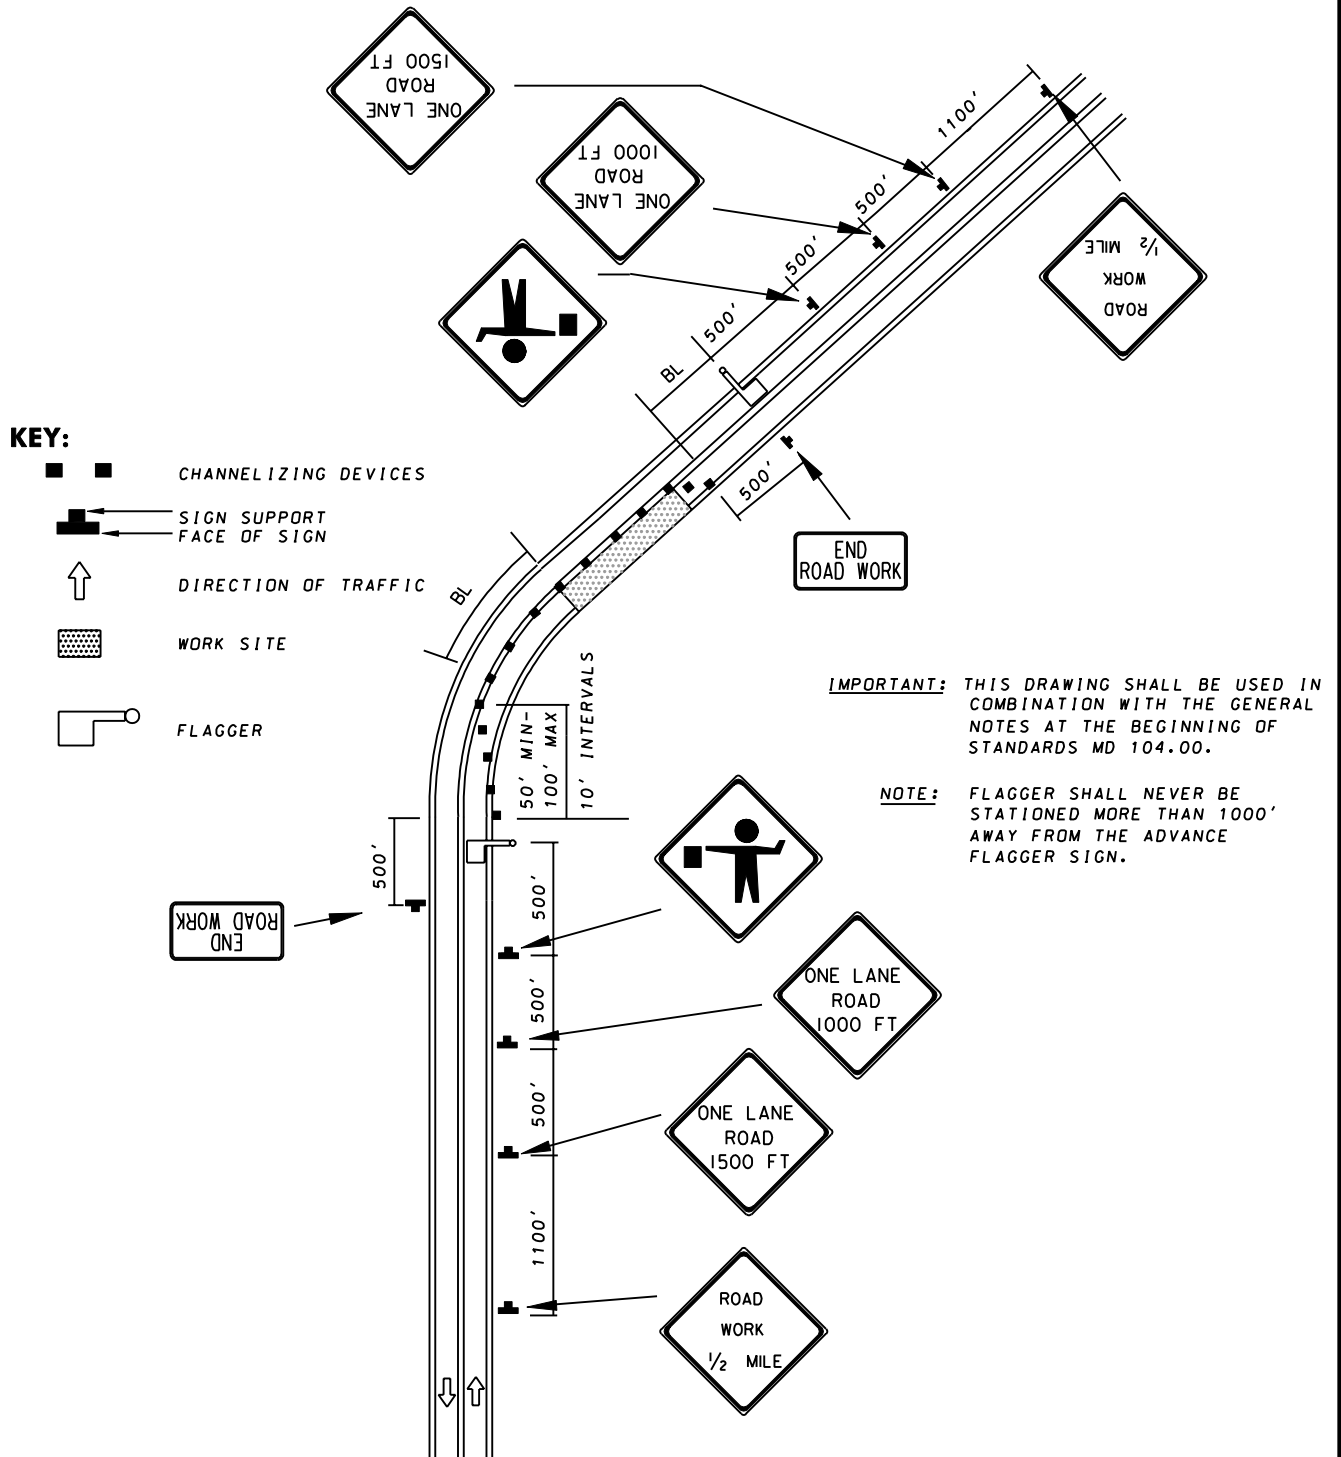 ONE LANE
ROAD
1500 FT
1100'
ONE LANE
ROAD
1000 FT
500'
500'
500'
BL
ROAD
WORK
1/2 MILE
KEY:
CHANNELIZING DEVICES
SIGN SUPPORT
FACE OF SIGN
DIRECTION OF TRAFFIC
WORK SITE
FLAGGER
500'
END
ROAD WORK
BL
50' MIN-
100' MAX
10' INTERVALS
IMPORTANT: THIS DRAWING SHALL BE USED IN
COMBINATION WITH THE GENERAL
NOTES AT THE BEGINNING OF
STANDARDS MD 104.00.
NOTE: FLAGGER SHALL NEVER BE
STATIONED MORE THAN 1000'
AWAY FROM THE ADVANCE
FLAGGER SIGN.
500'
END
ROAD WORK
500'
500'
ONE LANE
ROAD
1000 FT
500'
ONE LANE
ROAD
1500 FT
1100'
ROAD
WORK
1/2 MILE